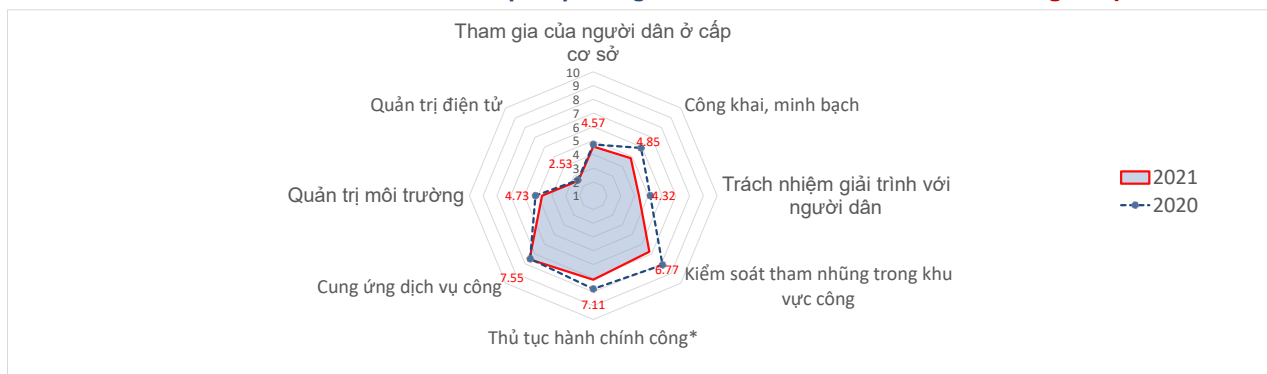 Tham gia của người dân ở cấp
cơ sở
10
9
8
7
6
5
4
3
2
1
Quản trị điện tử
Công khai, minh bạch
4.57
4.85
2.53
Quản trị môi trường
4.73
4.32
Trách nhiệm giải trình với
người dân
2021
2020
Cung ứng dịch vụ công
7.55
6.77
Kiểm soát tham nhũng trong khu
vực công
7.11
Thủ tục hành chính công*